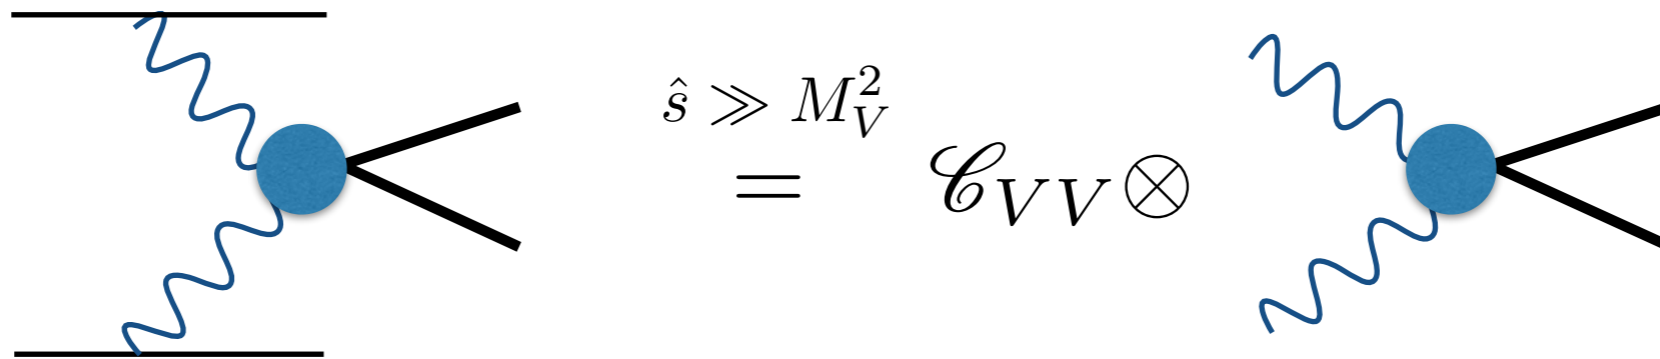 ŝ ≫ M_V^2
= 𝒞_{VV} ⊗